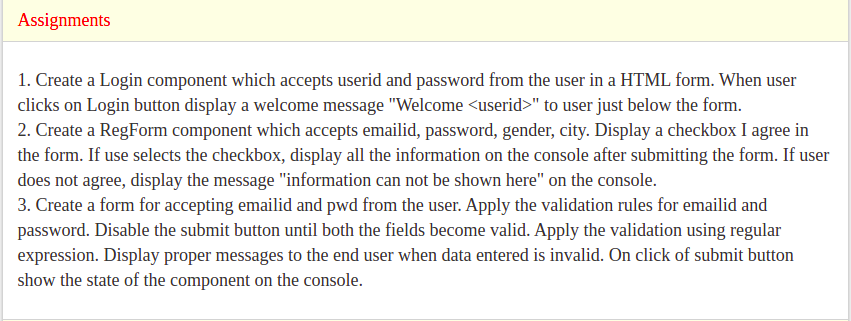 Assignments
1. Create a Login component which accepts userid and password from the user in a HTML form. When user
clicks on Login button display a welcome message "Welcome <userid>" to user just below the form.
2. Create a RegForm component which accepts emailid, password, gender, city. Display a checkbox I agree in
the form. If use selects the checkbox, display all the information on the console after submitting the form. If user
does not agree, display the message "information can not be shown here" on the console.
3. Create a form for accepting emailid and pwd from the user. Apply the validation rules for emailid and
password. Disable the submit button until both the fields become valid. Apply the validation using regular
expression. Display proper messages to the end user when data entered is invalid. On click of submit button
show the state of the component on the console.